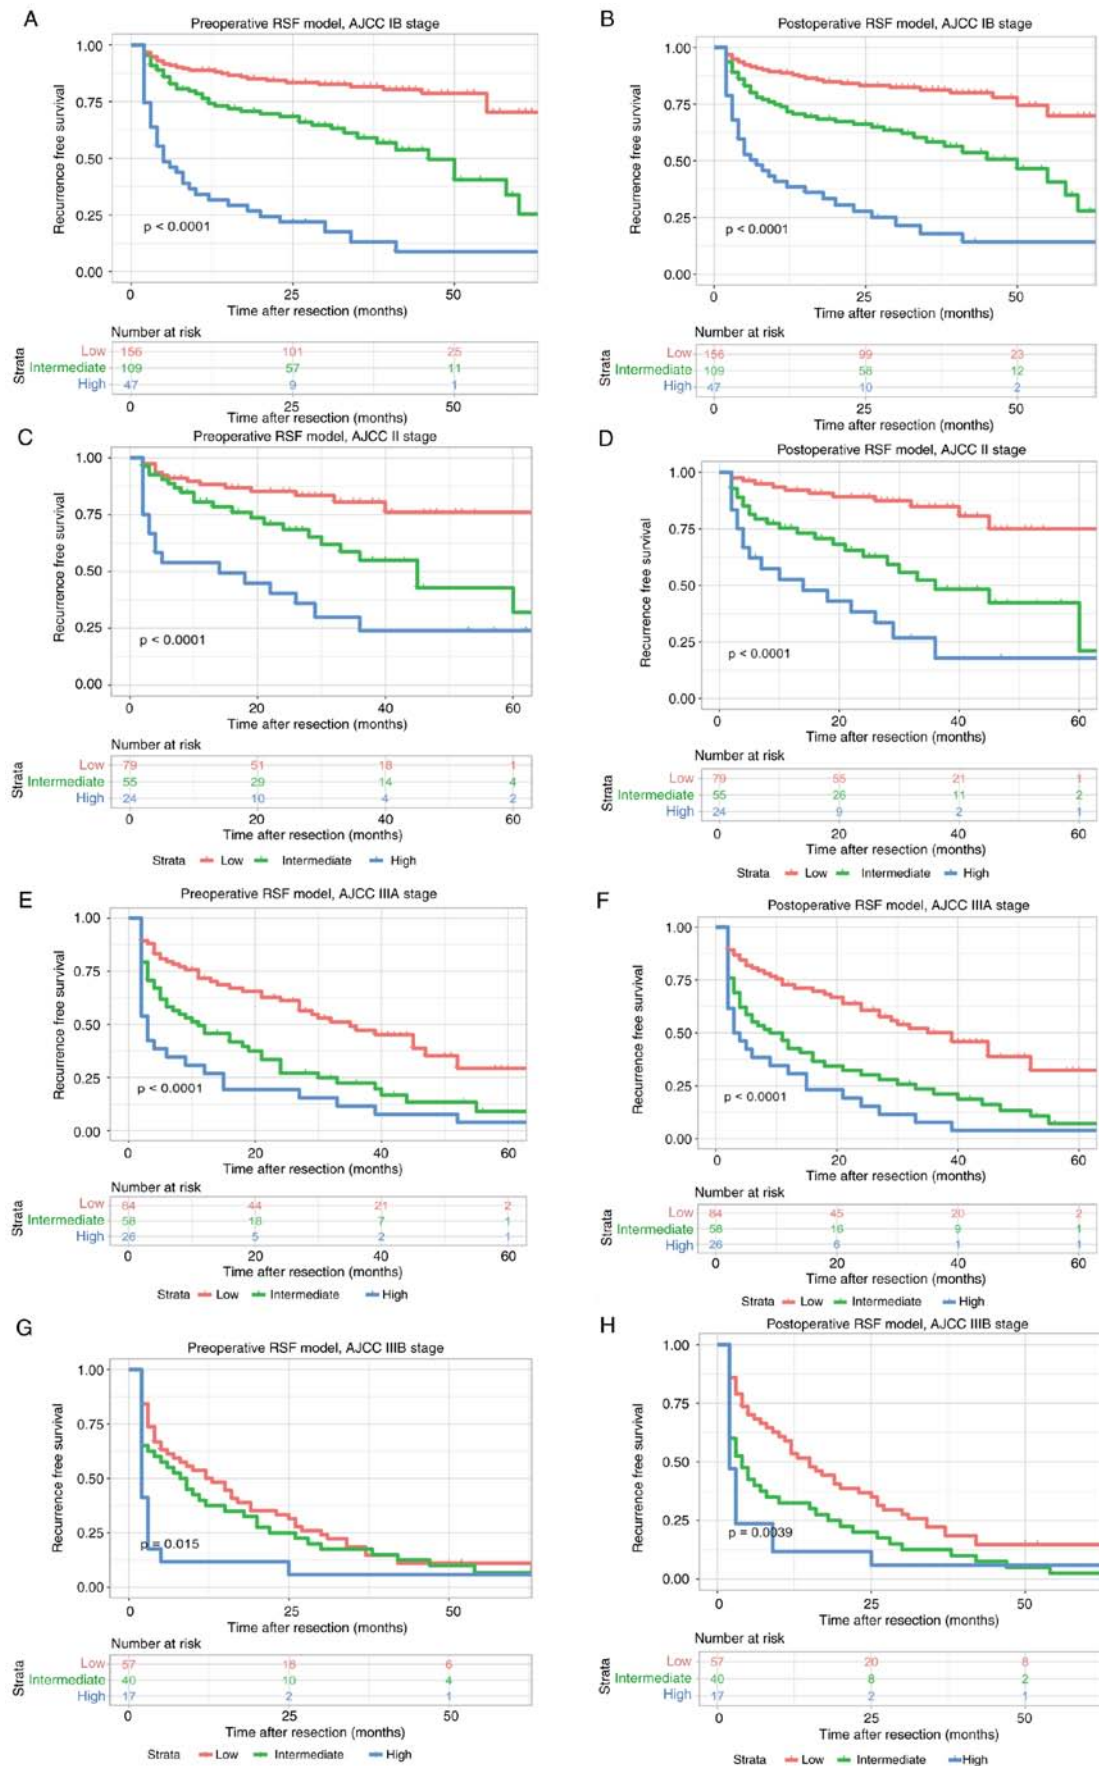 A
Preoperative RSF model, AJCC IB stage
Recurrence free survival
1.00
0.75
0.50
0.25
0.00
p < 0.0001
0 25 50
Time after resection (months)
Number at risk
Strata
Low 156 101 25
Intermediate 109 57 11
High 47 9 1
0 25 50
Time after resection (months)
B
Postoperative RSF model, AJCC IB stage
Recurrence free survival
1.00
0.75
0.50
0.25
0.00
p < 0.0001
0 25 50
Time after resection (months)
Number at risk
Strata
Low 156 99 23
Intermediate 109 58 12
High 47 10 2
0 25 50
Time after resection (months)
C
Preoperative RSF model, AJCC II stage
Recurrence free survival
1.00
0.75
0.50
0.25
0.00
p < 0.0001
0 20 40 60
Time after resection (months)
Number at risk
Strata
Low 79 51 18 1
Intermediate 55 29 14 4
High 24 10 4 2
0 20 40 60
Time after resection (months)
Strata Low Intermediate High
D
Postoperative RSF model, AJCC II stage
Recurrence free survival
1.00
0.75
0.50
0.25
0.00
p < 0.0001
0 20 40 60
Time after resection (months)
Number at risk
Strata
Low 79 55 21 1
Intermediate 55 26 11 2
High 24 9 2 1
0 20 40 60
Time after resection (months)
Strata Low Intermediate High
E
Preoperative RSF model, AJCC IIIA stage
Recurrence free survival
1.00
0.75
0.50
0.25
0.00
p < 0.0001
0 20 40 60
Time after resection (months)
Number at risk
Strata
Low 84 44 21 2
Intermediate 58 18 7 1
High 26 5 2 1
0 20 40 60
Time after resection (months)
Strata Low Intermediate High
F
Postoperative RSF model, AJCC IIIA stage
Recurrence free survival
1.00
0.75
0.50
0.25
0.00
p < 0.0001
0 20 40 60
Time after resection (months)
Number at risk
Strata
Low 84 45 20 2
Intermediate 58 16 9 1
High 26 6 1 1
0 20 40 60
Time after resection (months)
Strata Low Intermediate High
G
Preoperative RSF model, AJCC IIIB stage
Recurrence free survival
1.00
0.75
0.50
0.25
0.00
p = 0.015
0 25 50
Time after resection (months)
Number at risk
Strata
Low 57 18 6
Intermediate 40 10 4
High 17 2 1
0 25 50
Time after resection (months)
Strata Low Intermediate High
H
Postoperative RSF model, AJCC IIIB stage
Recurrence free survival
1.00
0.75
0.50
0.25
0.00
p = 0.0039
0 25 50
Time after resection (months)
Number at risk
Strata
Low 57 20 8
Intermediate 40 8 2
High 17 2 1
0 25 50
Time after resection (months)
Strata Low Intermediate High